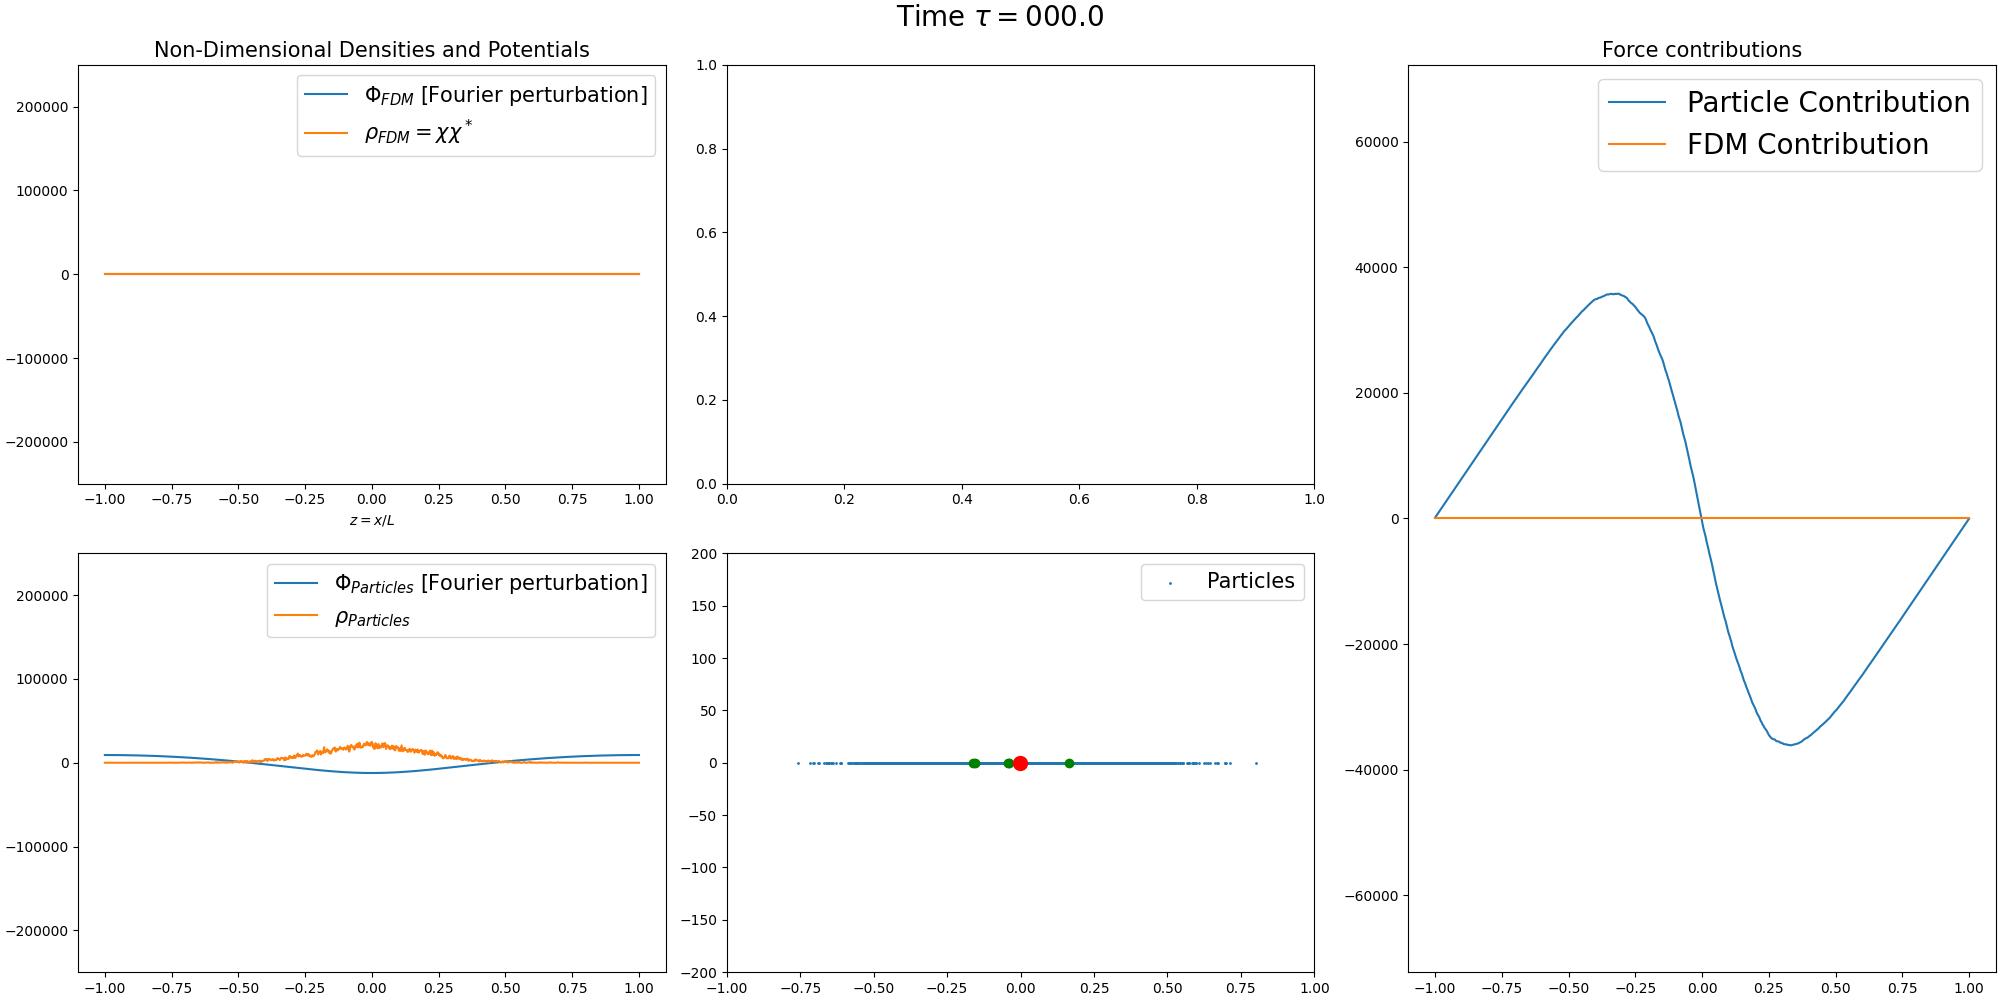 Time τ = 000.0
Non-Dimensional Densities and Potentials
Φ_FDM [Fourier perturbation]
ρ_FDM = χχ*
200000
100000
0
−100000
−200000
−1.00 −0.75 −0.50 −0.25 0.00 0.25 0.50 0.75 1.00
z = x/L
1.0
0.8
0.6
0.4
0.2
0.0
0.0 0.2 0.4 0.6 0.8 1.0
Φ_Particles [Fourier perturbation]
ρ_Particles
200000
100000
0
−100000
−200000
−1.00 −0.75 −0.50 −0.25 0.00 0.25 0.50 0.75 1.00
Particles
200
150
100
50
0
−50
−100
−150
−200
−1.00 −0.75 −0.50 −0.25 0.00 0.25 0.50 0.75 1.00
Force contributions
Particle Contribution
FDM Contribution
60000
40000
20000
0
−20000
−40000
−60000
−1.00 −0.75 −0.50 −0.25 0.00 0.25 0.50 0.75 1.00